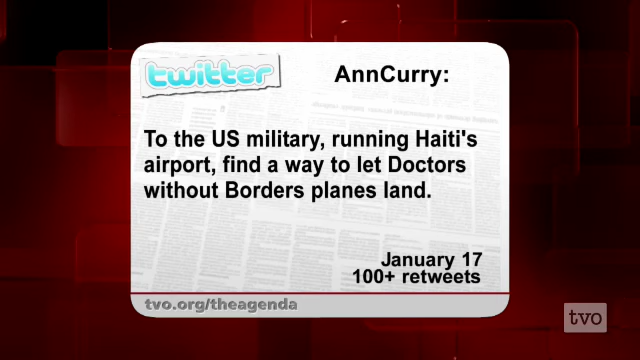 twitter
AnnCurry:
To the US military, running Haiti's
airport, find a way to let Doctors
without Borders planes land.
January 17
100+ retweets
tvo.org/theagenda
tvo